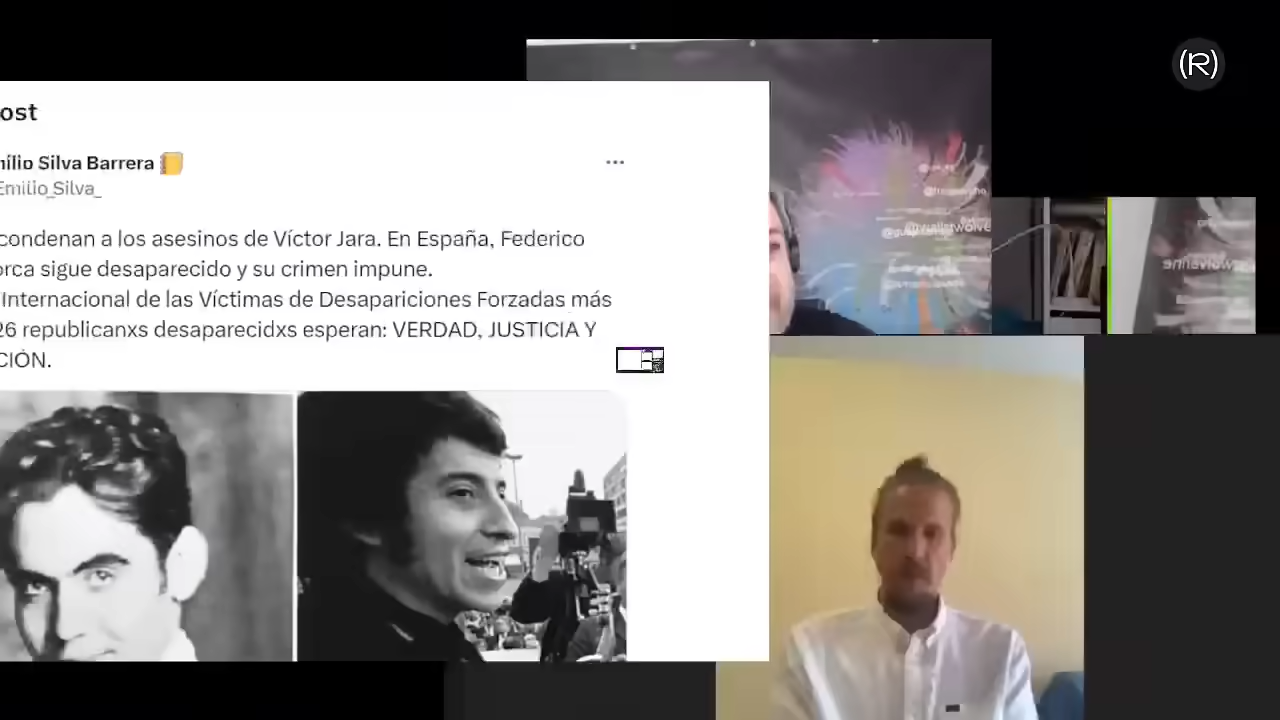 ost
nilio Silva Barrera
Emilio_Silva_
condenan a los asesinos de Víctor Jara. En España, Federico
orca sigue desaparecido y su crimen impune.
Internacional de las Víctimas de Desapariciones Forzadas más
26 republicanxs desaparecidxs esperan: VERDAD, JUSTICIA Y
CIÓN.
(R)